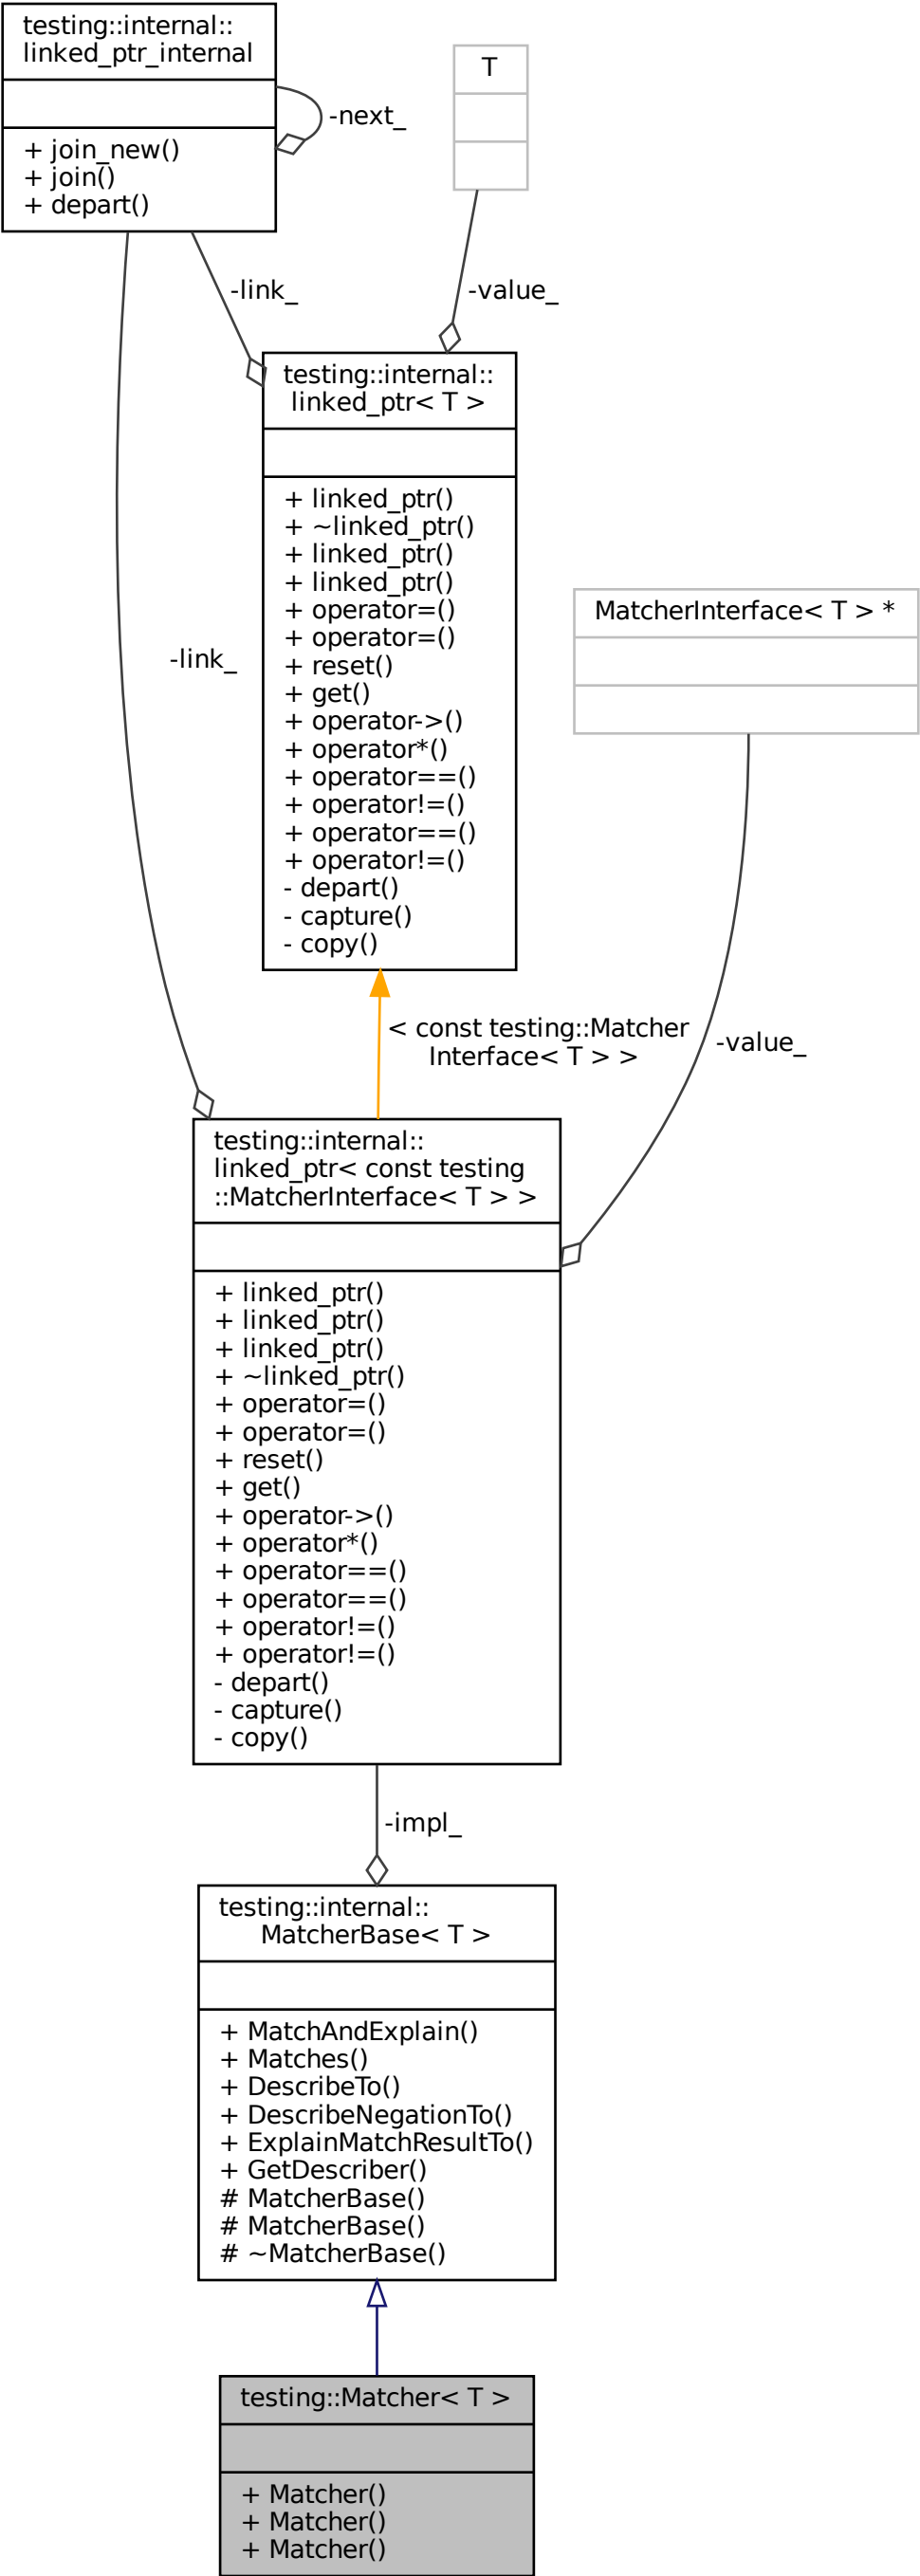 testing::internal::
linked_ptr_internal
+ join_new()
+ join()
+ depart()
-next_
T
-link_
-value_
testing::internal::
linked_ptr< T >
+ linked_ptr()
+ ~linked_ptr()
+ linked_ptr()
+ linked_ptr()
+ operator=()
+ operator=()
+ reset()
+ get()
+ operator->()
+ operator*()
+ operator==()
+ operator!=()
+ operator==()
+ operator!=()
- depart()
- capture()
- copy()
-link_
MatcherInterface< T > *
< const testing::Matcher
Interface< T > >
-value_
testing::internal::
linked_ptr< const testing
::MatcherInterface< T > >
+ linked_ptr()
+ linked_ptr()
+ linked_ptr()
+ ~linked_ptr()
+ operator=()
+ operator=()
+ reset()
+ get()
+ operator->()
+ operator*()
+ operator==()
+ operator==()
+ operator!=()
+ operator!=()
- depart()
- capture()
- copy()
-impl_
testing::internal::
MatcherBase< T >
+ MatchAndExplain()
+ Matches()
+ DescribeTo()
+ DescribeNegationTo()
+ ExplainMatchResultTo()
+ GetDescriber()
# MatcherBase()
# MatcherBase()
# ~MatcherBase()
testing::Matcher< T >
+ Matcher()
+ Matcher()
+ Matcher()